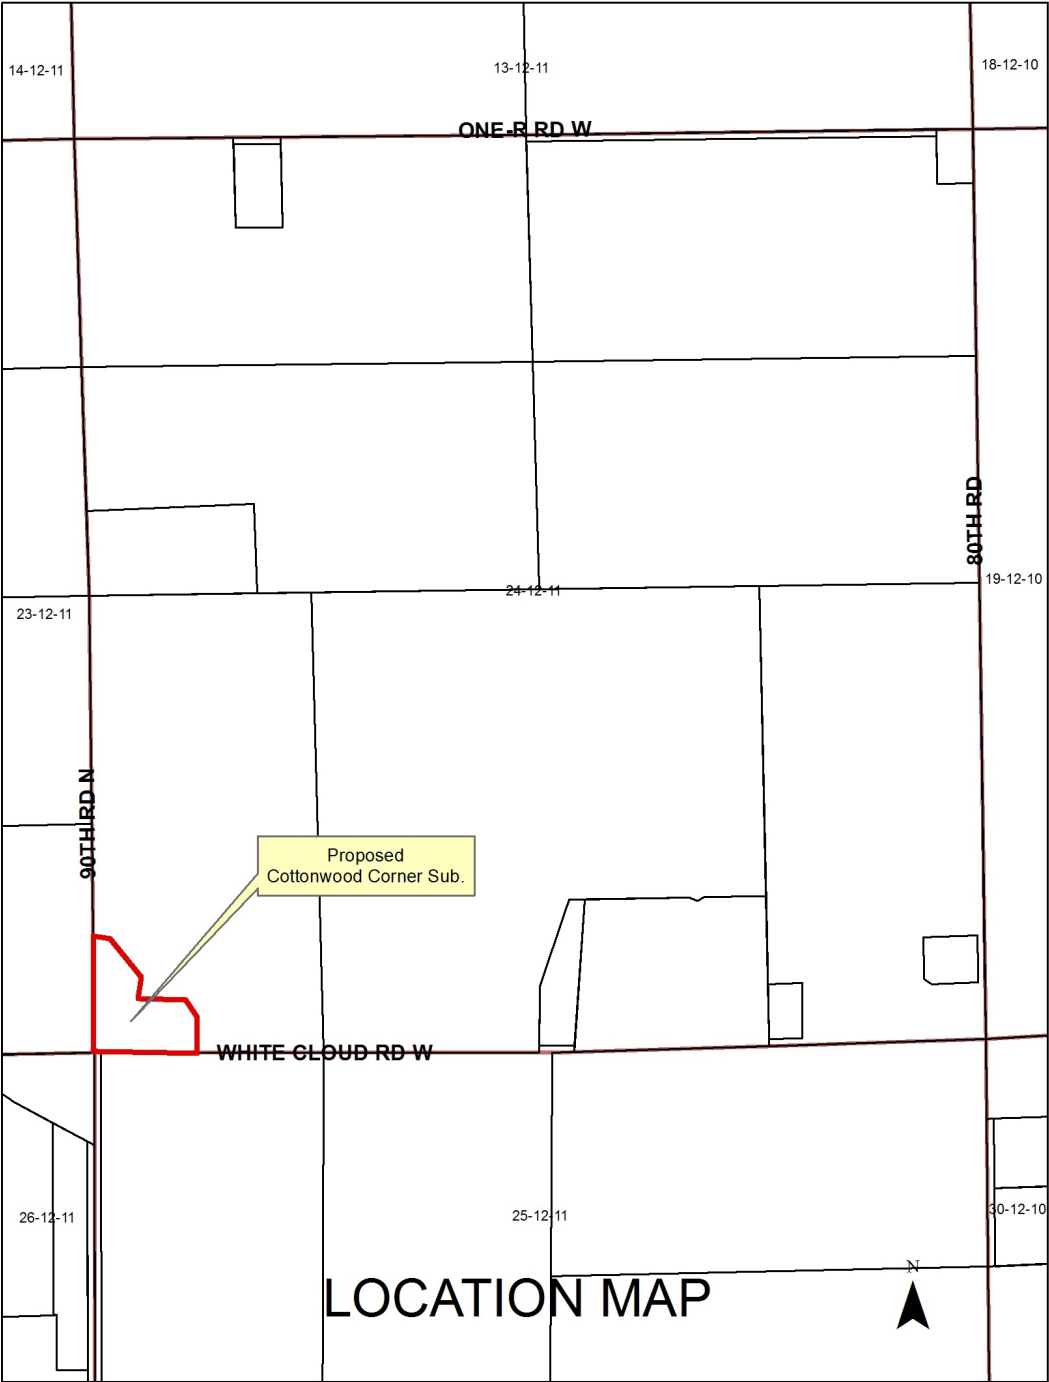 14-12-11
13-12-11
18-12-10
ONE-R RD W
80TH RD
24-12-11
19-12-10
23-12-11
90TH RD N
Proposed
Cottonwood Corner Sub.
WHITE CLOUD RD W
26-12-11
25-12-11
30-12-10
N
LOCATION MAP